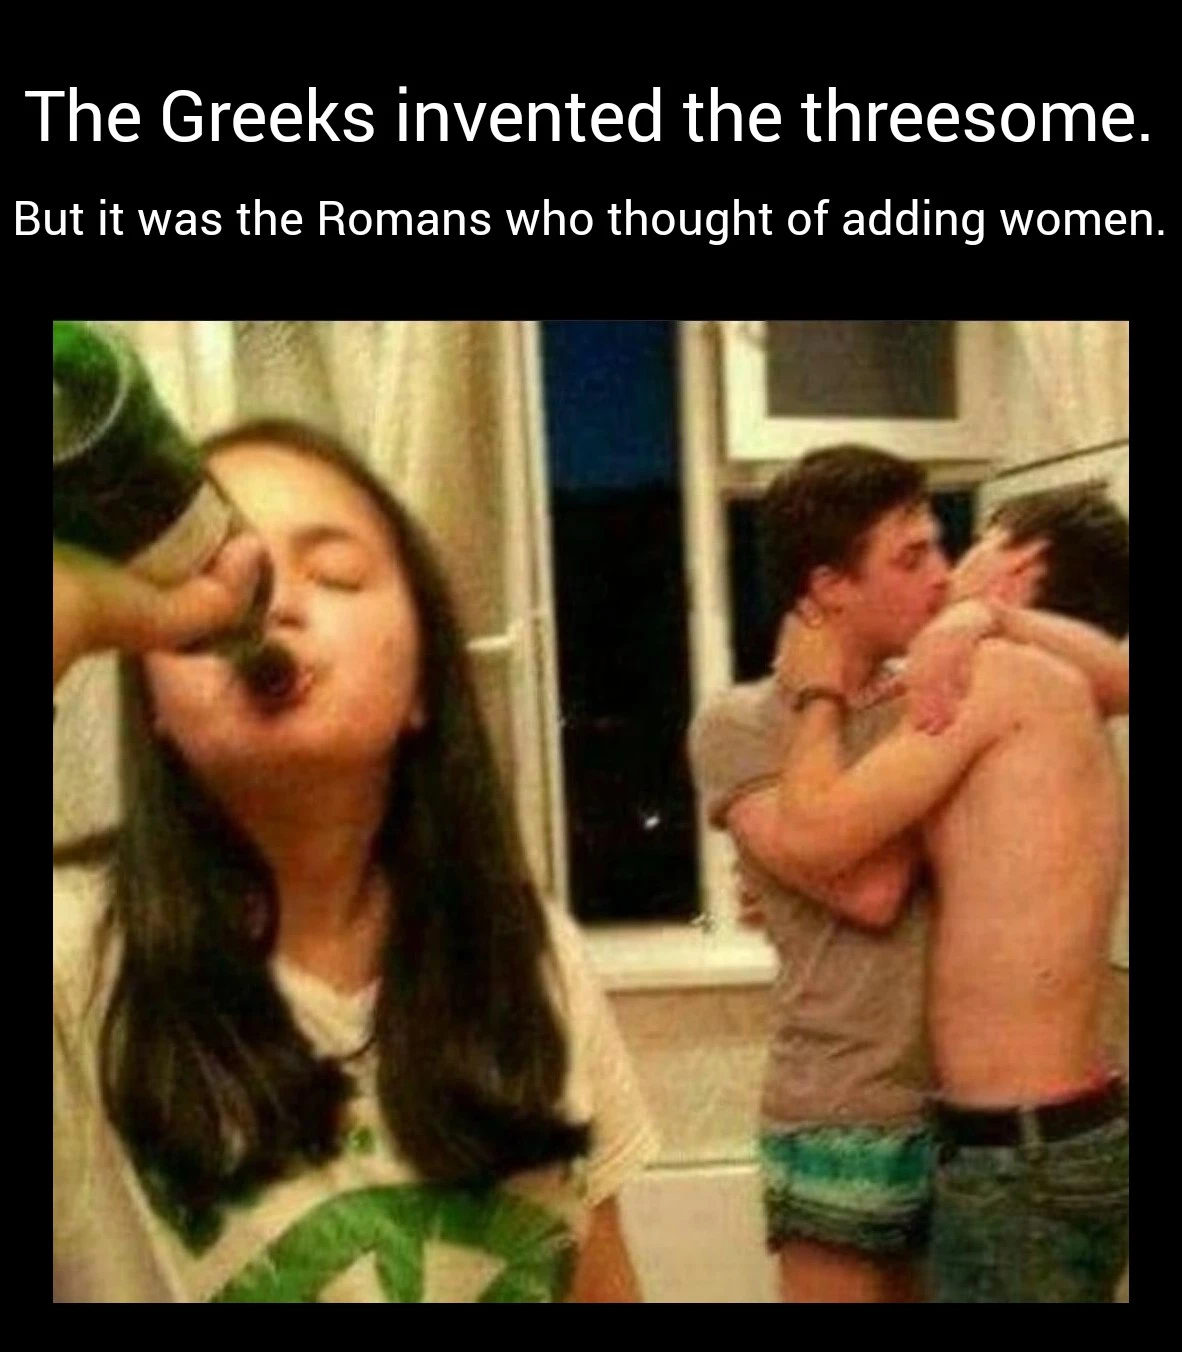 The Greeks invented the threesome.
But it was the Romans who thought of adding women.